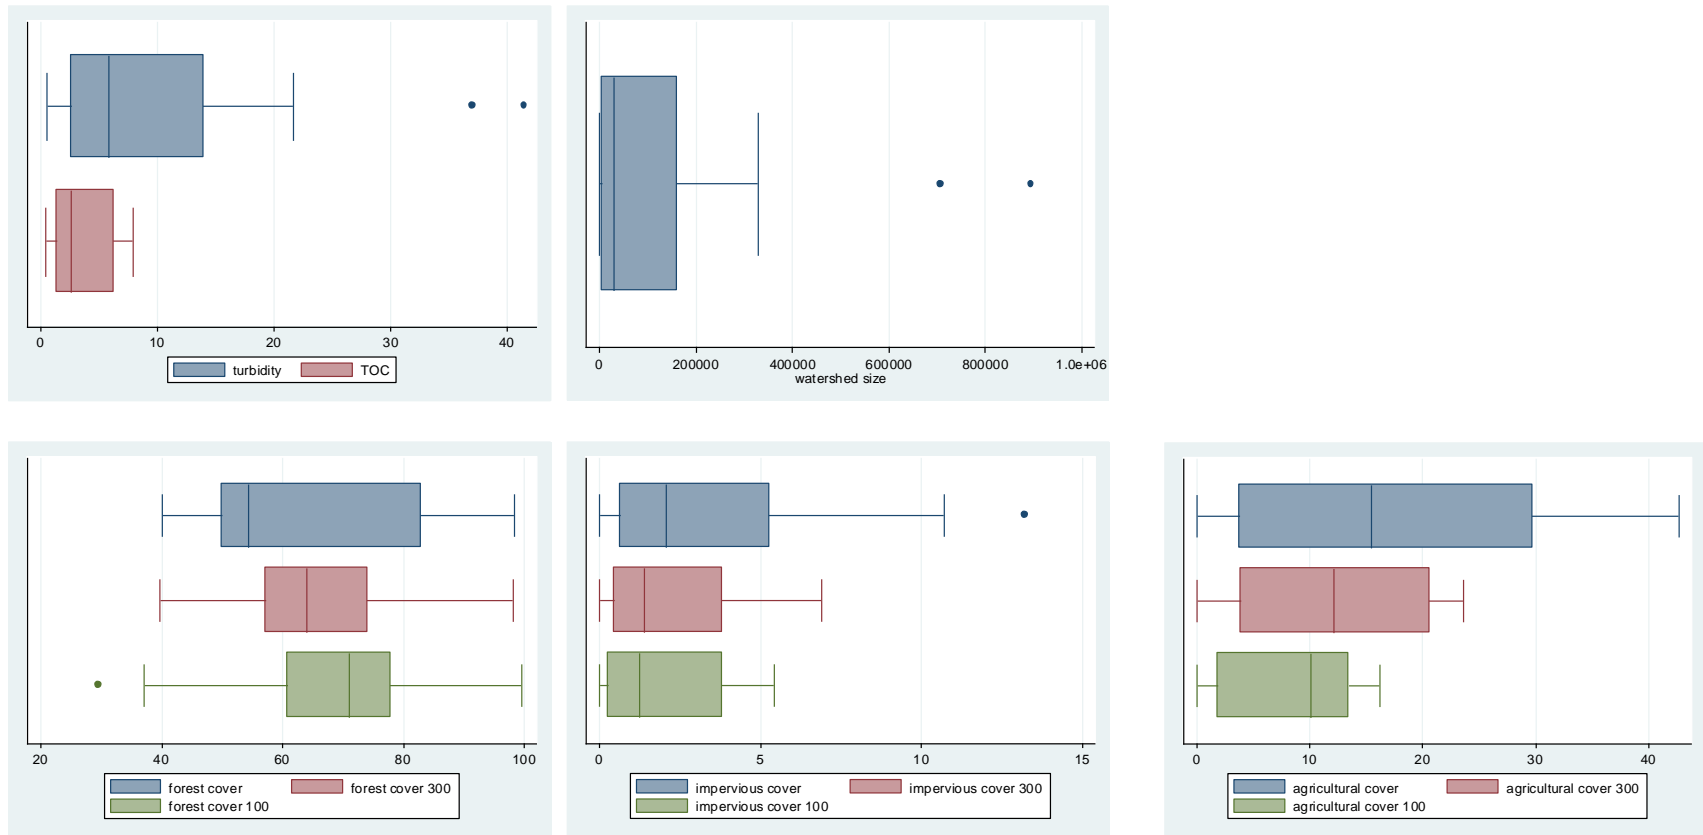 0 10 20 30 40
turbidity TOC
0 200000 400000 600000 800000 1.0e+06
watershed size
20 40 60 80 100
forest cover forest cover 300
forest cover 100
0 5 10 15
impervious cover impervious cover 300
impervious cover 100
0 10 20 30 40
agricultural cover agricultural cover 300
agricultural cover 100